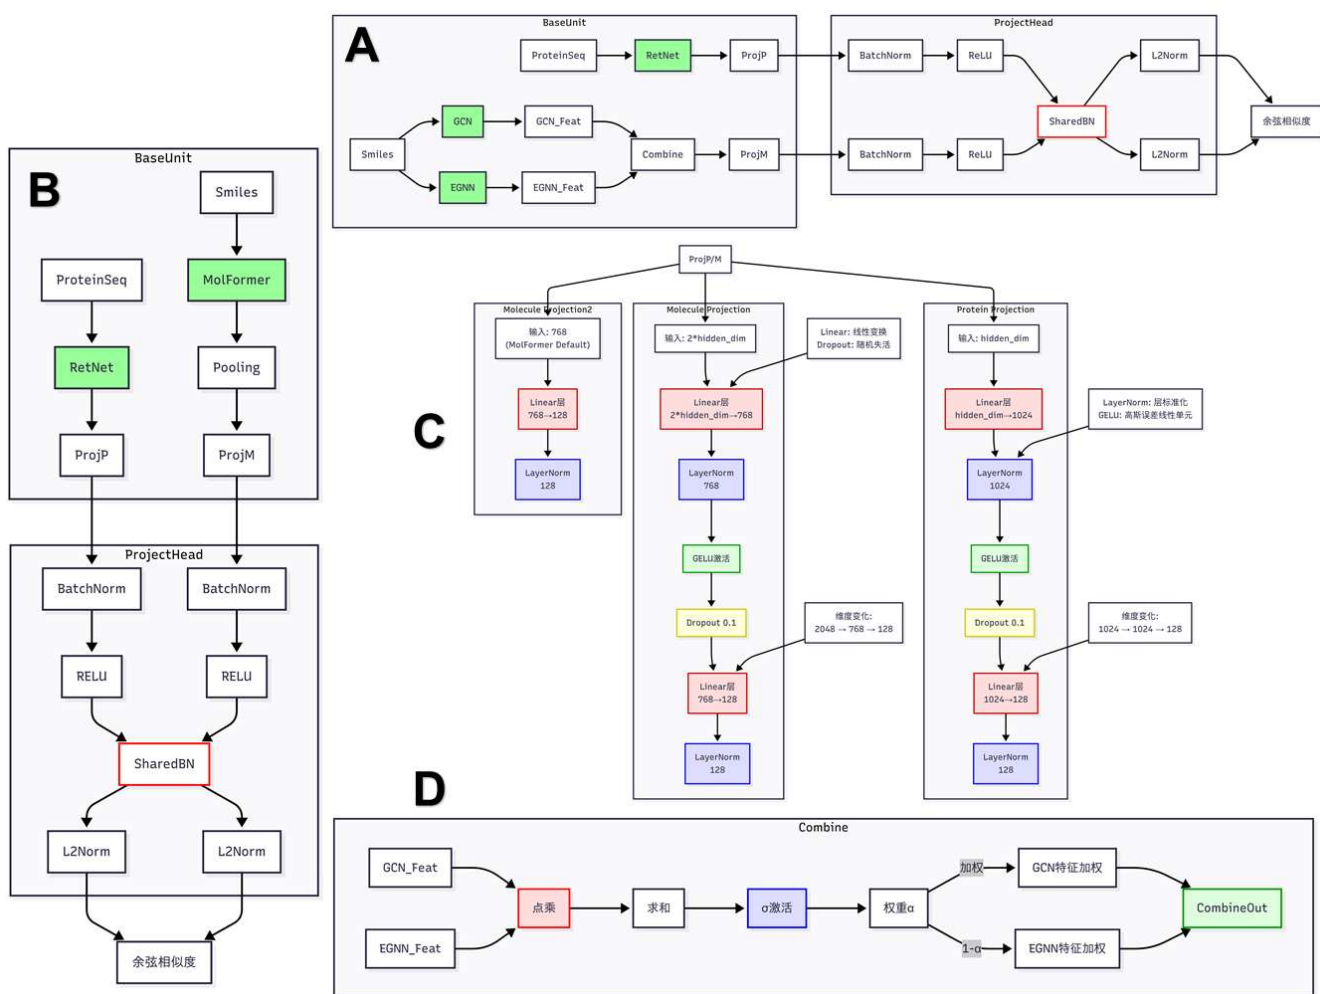 A
BaseUnit
ProteinSeq
RetNet
ProjP
Smiles
GCN
GCN_Feat
EGNN
EGNN_Feat
Combine
ProjM
ProjectHead
BatchNorm
ReLU
L2Norm
SharedBN
BatchNorm
ReLU
L2Norm
余弦相似度
B
BaseUnit
Smiles
ProteinSeq
MolFormer
RetNet
Pooling
ProjP
ProjM
ProjectHead
BatchNorm
BatchNorm
RELU
RELU
SharedBN
L2Norm
L2Norm
余弦相似度
C
ProjP/M
Molecule Projection2
输入: 768
(MolFormer Default)
Linear层
768→128
LayerNorm
128
Molecule Projection
输入: 2*hidden_dim
Linear: 线性变换
Dropout: 随机失活
Linear层
2*hidden_dim→768
LayerNorm
768
GELU激活
Dropout 0.1
维度变化:
2048 → 768 → 128
Linear层
768→128
LayerNorm
128
Protein Projection
输入: hidden_dim
Linear层
hidden_dim→1024
LayerNorm: 层标准化
GELU: 高斯误差线性单元
LayerNorm
1024
GELU激活
Dropout 0.1
维度变化:
1024 → 1024 → 128
Linear层
1024→128
LayerNorm
128
D
Combine
GCN_Feat
EGNN_Feat
点乘
求和
σ激活
权重α
加权
1-α
GCN特征加权
EGNN特征加权
CombineOut